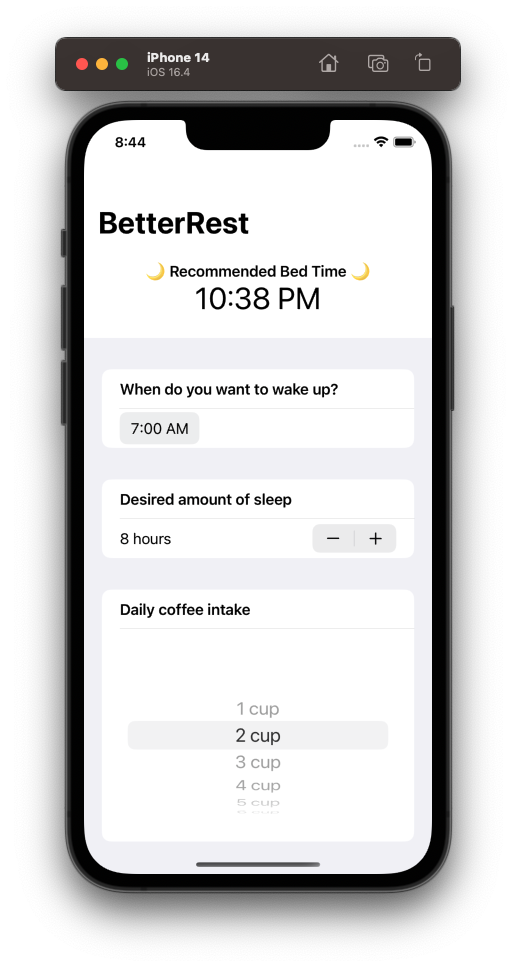 iPhone 14
iOS 16.4
8:44
BetterRest
🌙 Recommended Bed Time 🌙
10:38 PM
When do you want to wake up?
7:00 AM
Desired amount of sleep
8 hours
Daily coffee intake
1 cup
2 cup
3 cup
4 cup
5 cup